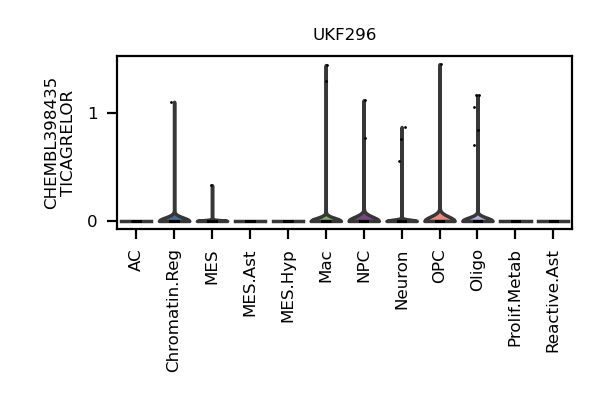 UKF296
CHEMBL398435
TICAGRELOR
1
0
AC
Chromatin.Reg
MES
MES.Ast
MES.Hyp
Mac
NPC
Neuron
OPC
Oligo
Prolif.Metab
Reactive.Ast